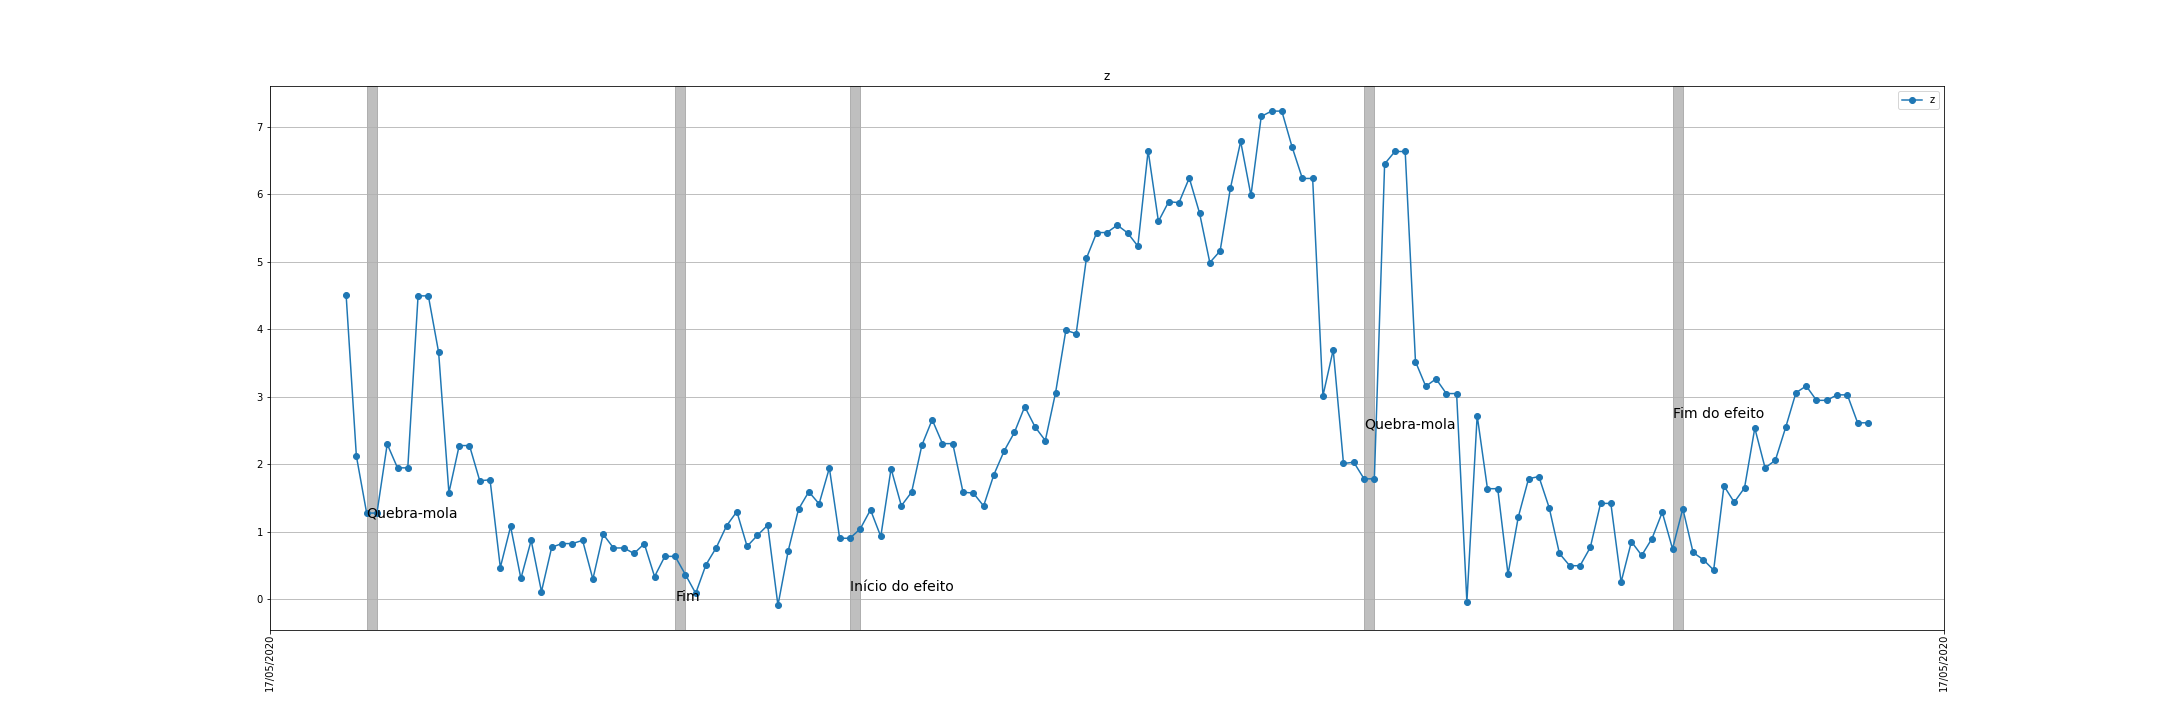 z
z
7
6
5
4
3
2
1
0
Quebra-mola
Fim
Início do efeito
Quebra-mola
Fim do efeito
17/05/2020
17/05/2020